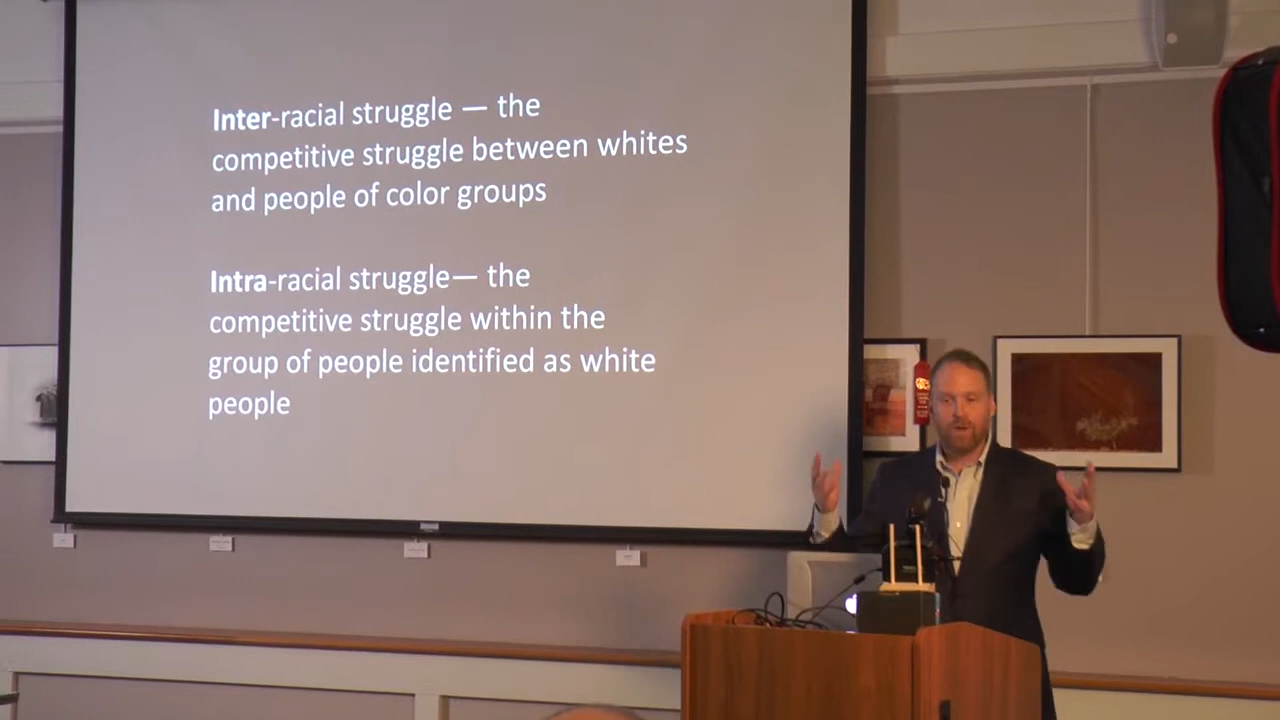 Inter-racial struggle — the
competitive struggle between whites
and people of color groups
Intra-racial struggle— the
competitive struggle within the
group of people identified as white
people